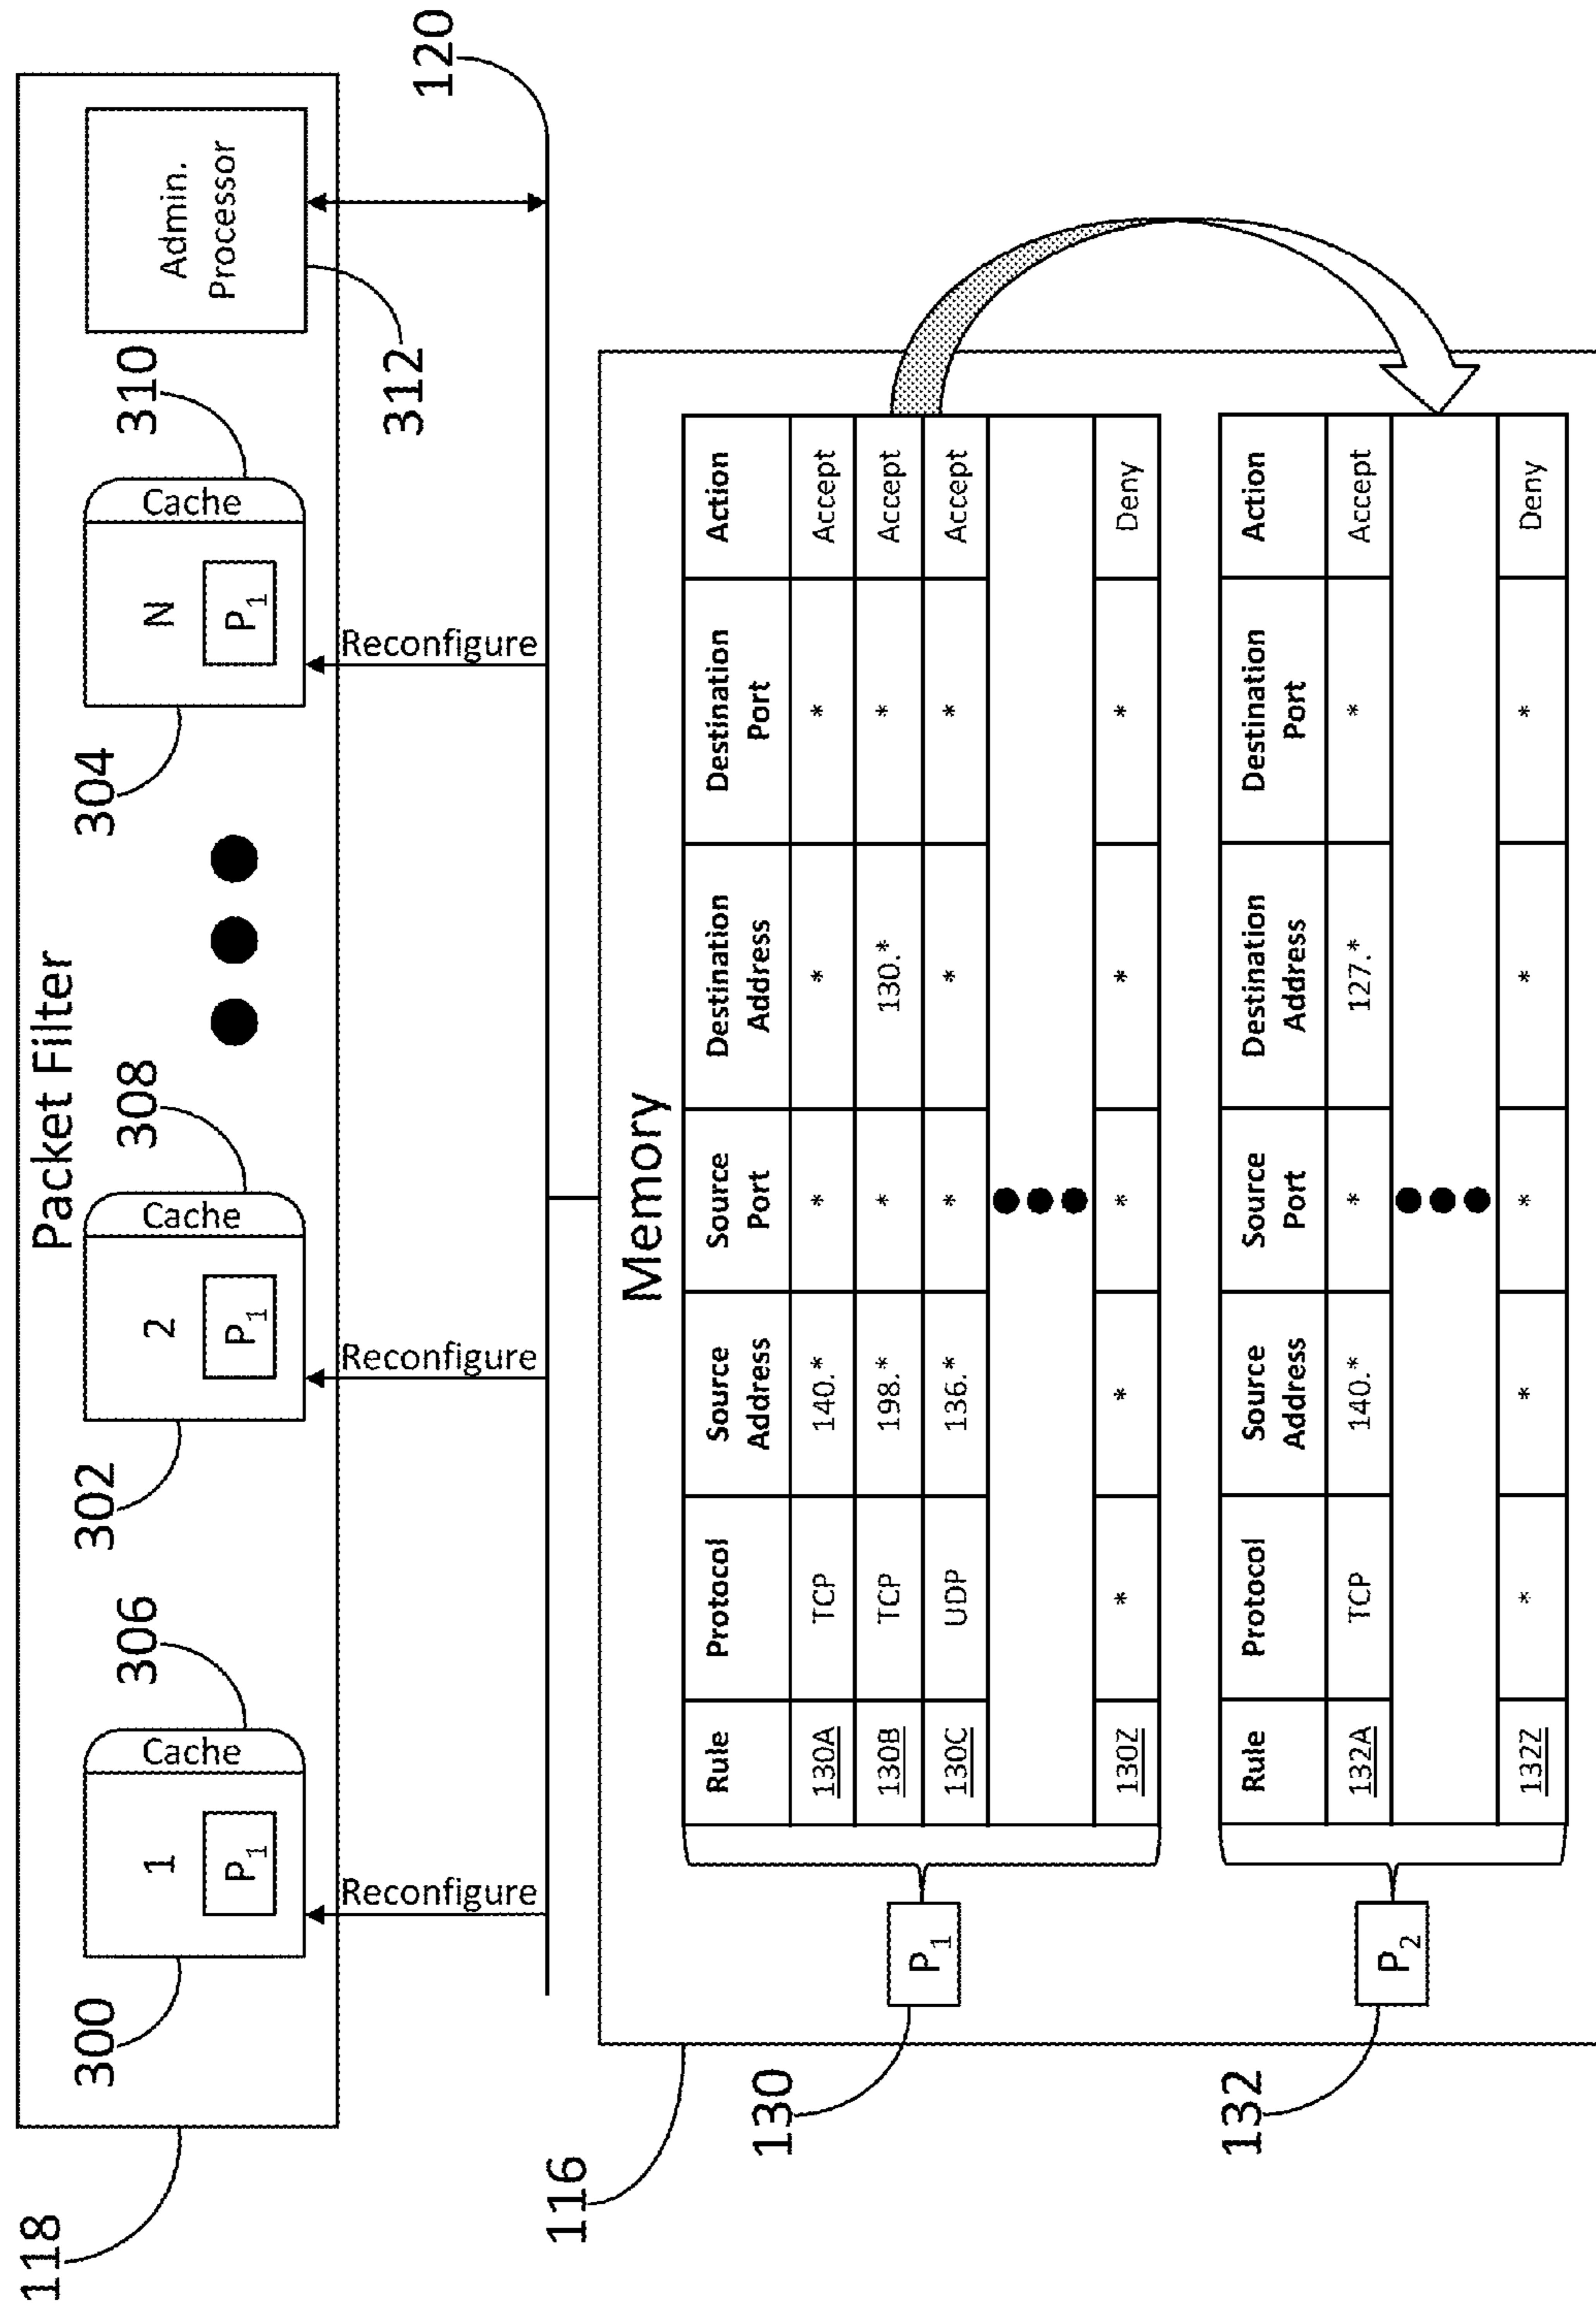 118
Packet Filter
300
1
P1
Cache
306
302
2
P1
Cache
308
304
N
P1
Cache
310
Admin.
Processor
312
Reconfigure
Reconfigure
Reconfigure
120
116
Memory
130
P1
Rule Protocol Source Address Source Port Destination Address Destination Port Action
130A TCP 140.* * * * Accept
130B TCP 198.* * 130.* * Accept
130C UDP 136.* * * * Accept
130Z * * * * * Deny
132
P2
Rule Protocol Source Address Source Port Destination Address Destination Port Action
132A TCP 140.* * 127.* * Accept
132Z * * * * * Deny